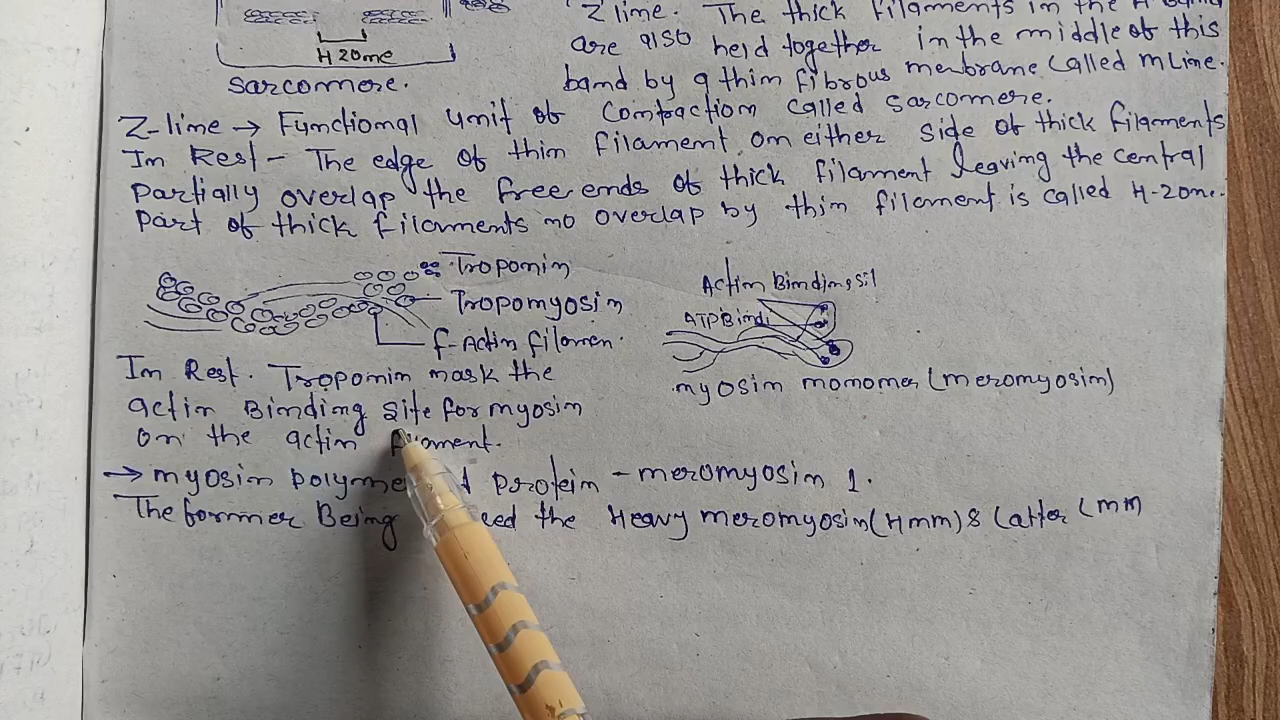 H Zone
Sarcomere.
Z line. The thick filaments in the H Band
are also held together in the middle of this
band by a thin fibrous membrane called M Line.
Z-line → Functional unit of Contraction called Sarcomere.
In Rest - The edge of thin filament on either side of thick filaments
Partially overlap the free ends of thick filament leaving the central
Part of thick filaments no overlap by thin filament is called H-zone.
Troponin
Tropomyosin
f-Actin filamen.
Actin Binding sit
ATP Bindi
myosin monomer (meromyosin)
In Rest. Troponin mask the
actin Binding Site for myosin
on the actin filament.
→ myosin Protein - meromyosin 1.
The former Being the Heavy meromyosin (HMM) & Latter LMM